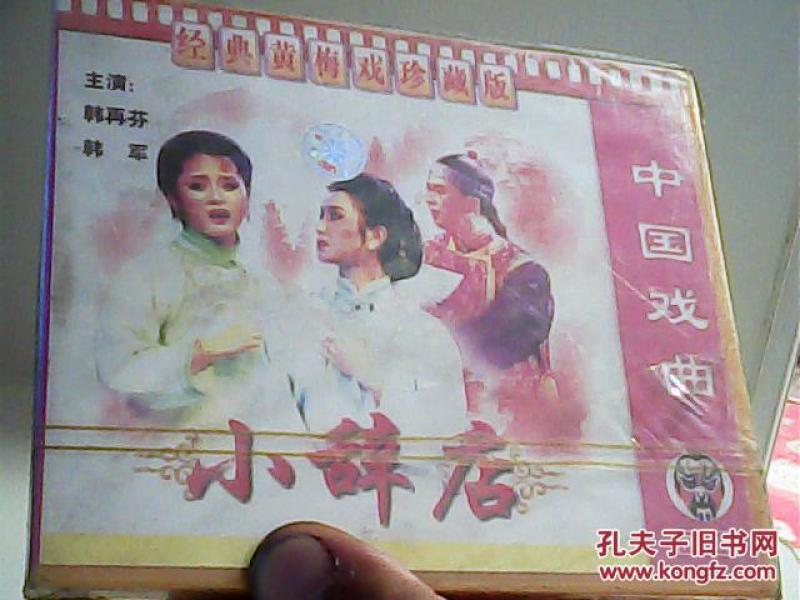 经典黄梅戏珍藏版
主演：
韩再芬
韩军
中国戏曲
小辞店
孔夫子旧书网
www.kongfz.com